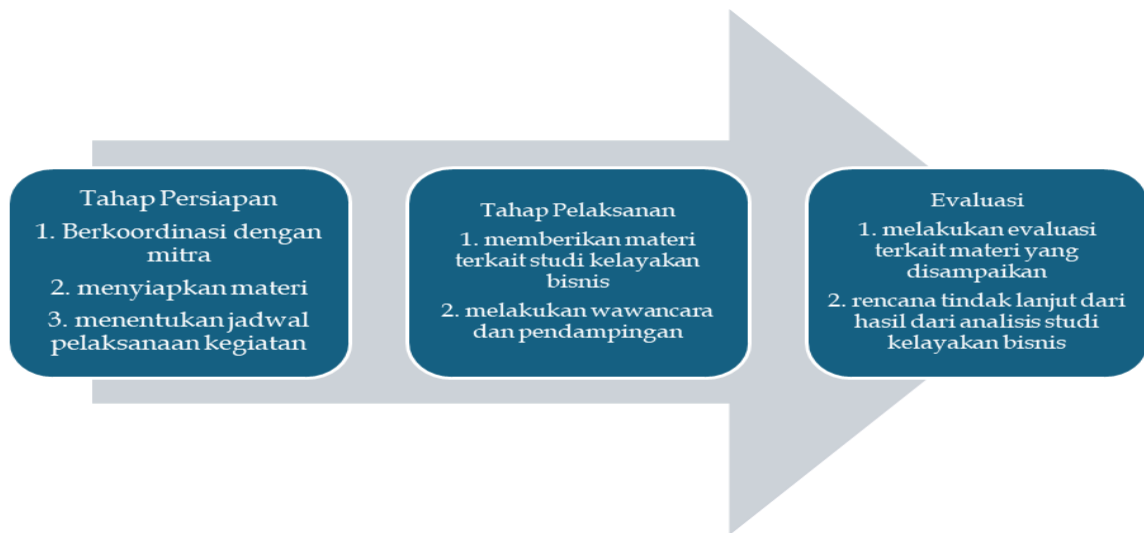 Tahap Persiapan
1. Berkoordinasi dengan
mitra
2. menyiapkan materi
3. menentukan jadwal
pelaksanaan kegiatan
Tahap Pelaksanan
1. memberikan materi
terkait studi kelayakan
bisnis
2. melakukan wawancara
dan pendampingan
Evaluasi
1. melakukan evaluasi
terkait materi yang
disampaikan
2. rencana tindak lanjut dari
hasil dari analisis studi
kelayakan bisnis